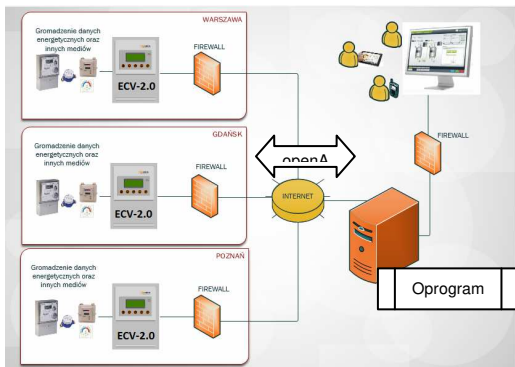 WARSZAWA
Gromadzenie danych
energetycznych oraz
innych mediów
FIREWALL
ECV-2.0
GDAŃSK
Gromadzenie danych
energetycznych oraz
innych mediów
FIREWALL
ECV-2.0
POZNAŃ
Gromadzenie danych
energetycznych oraz
innych mediów
FIREWALL
ECV-2.0
openA
INTERNET
FIREWALL
Oprogram